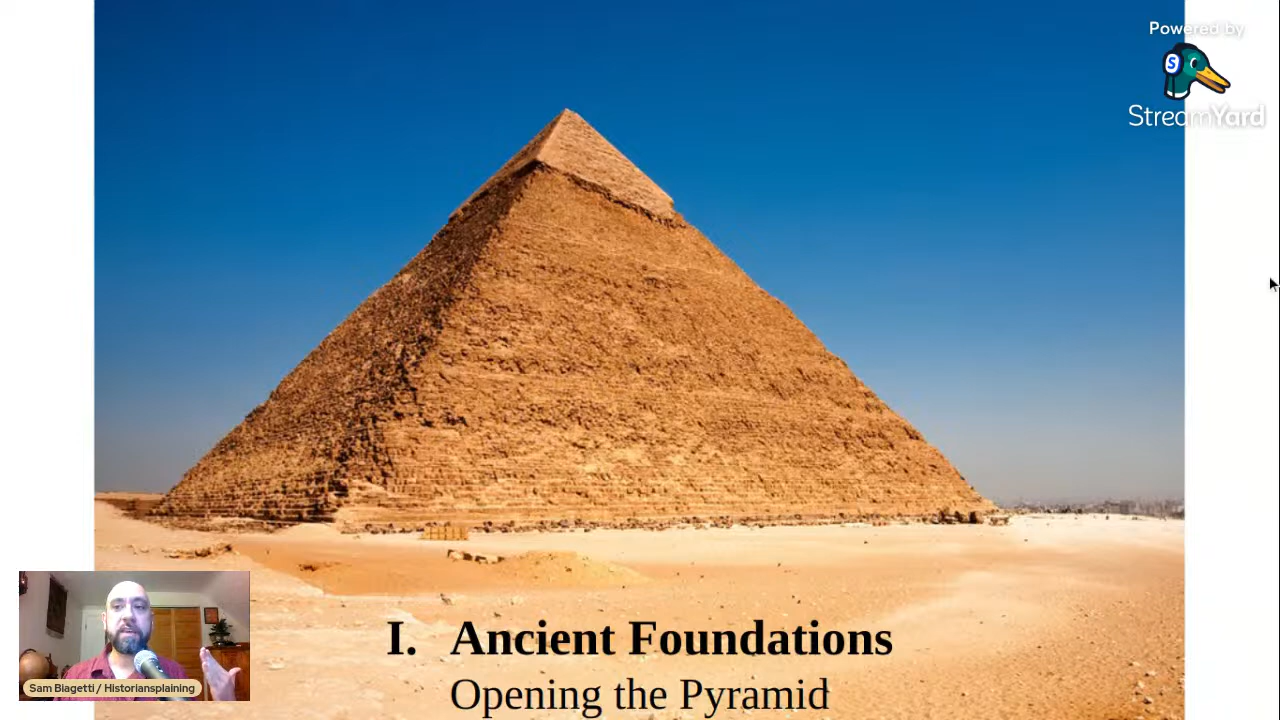 Powered by
S
StreamYard
I. Ancient Foundations
Opening the Pyramid
Sam Biagetti / Historiansplaining